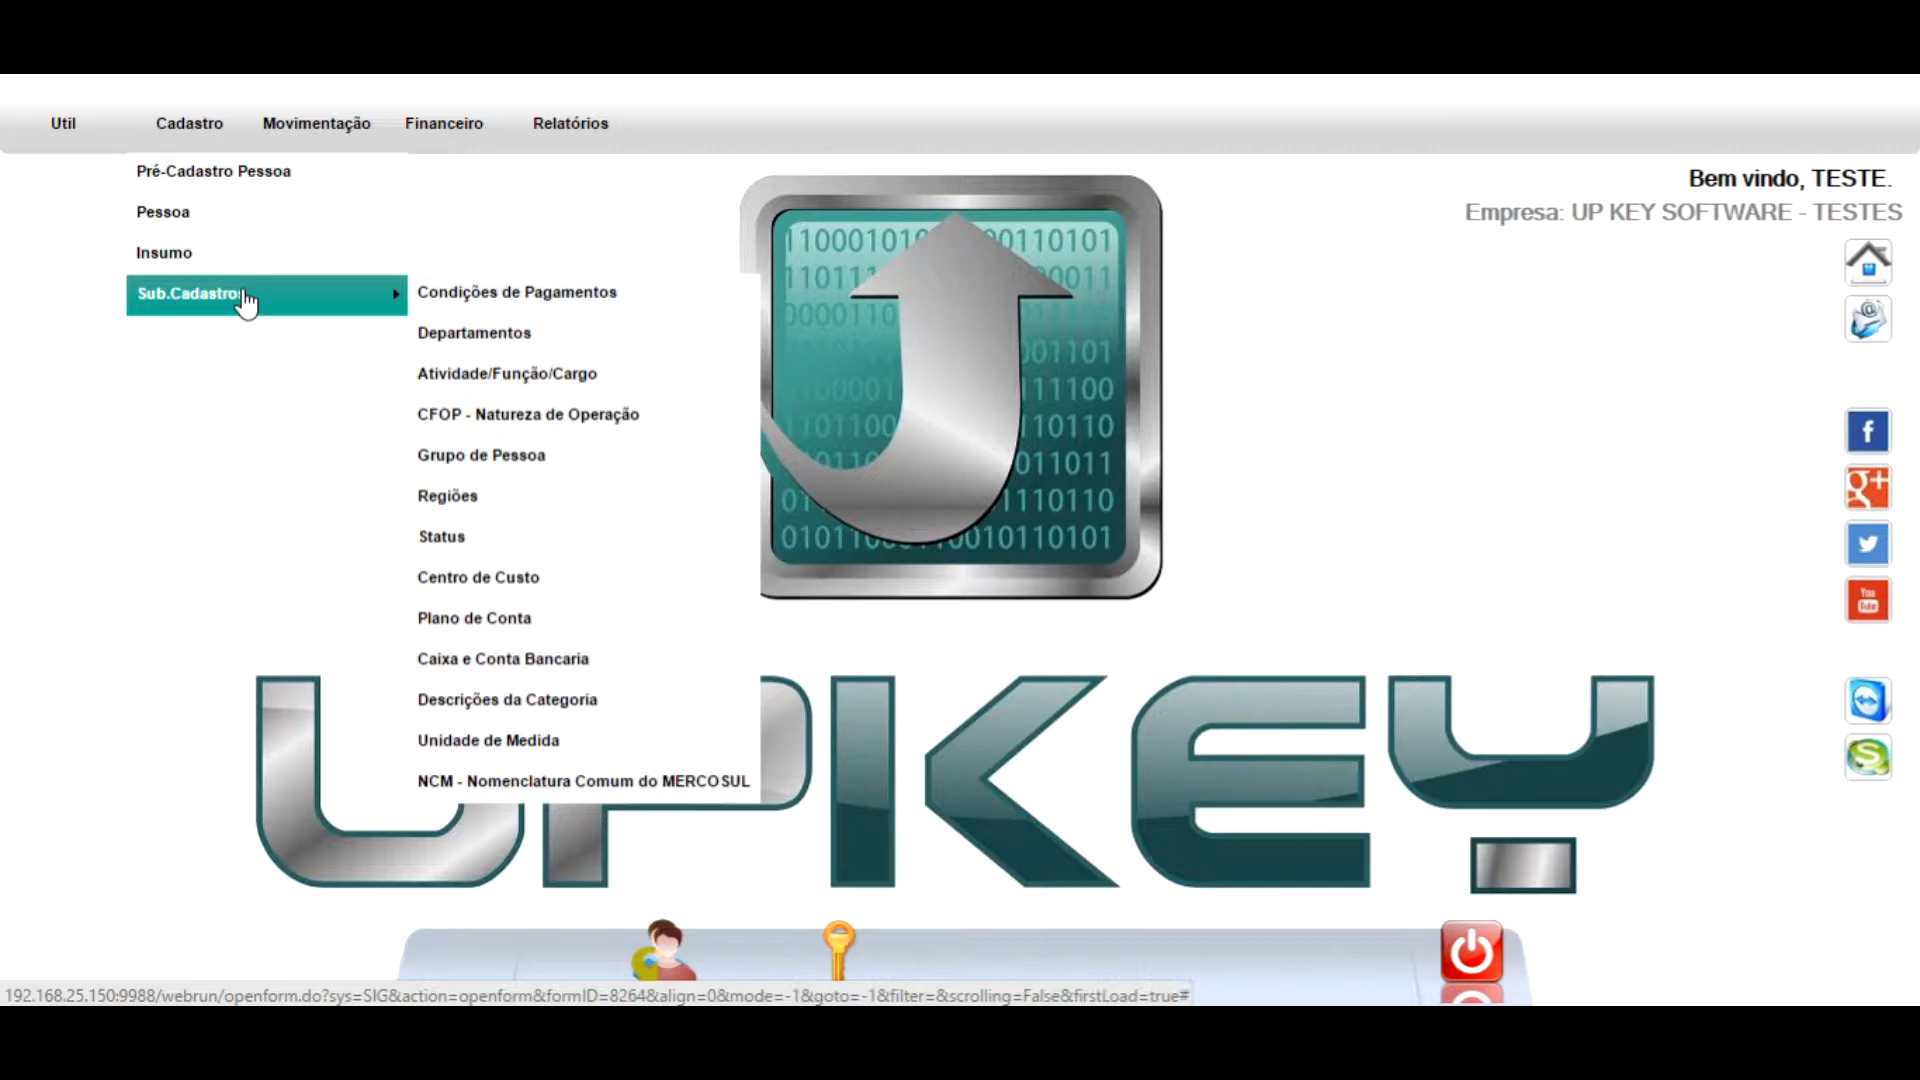 Util Cadastro Movimentação Financeiro Relatórios
Pré-Cadastro Pessoa
Pessoa
Insumo
Sub.Cadastro
Condições de Pagamentos
Departamentos
Atividade/Função/Cargo
CFOP - Natureza de Operação
Grupo de Pessoa
Regiões
Status
Centro de Custo
Plano de Conta
Caixa e Conta Bancaria
Descrições da Categoria
Unidade de Medida
NCM - Nomenclatura Comum do MERCOSUL
Bem vindo, TESTE.
Empresa: UP KEY SOFTWARE - TESTES
f
g+
You
Tube
S
UPKEY
192.168.25.150:9988/webrun/openform.do?sys=SIG&action=openform&formID=8264&align=0&mode=-1&goto=-1&filter=&scrolling=False&firstLoad=true#